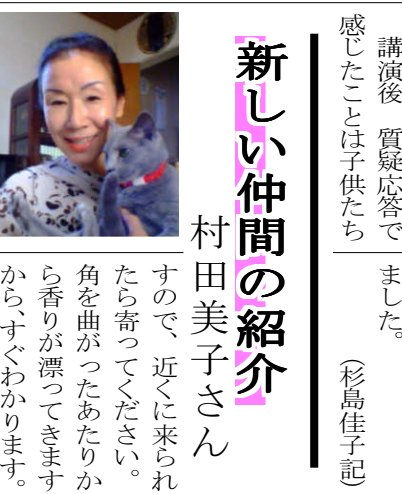 講演後　質疑応答で
感じたことは子供たち
ました。
（杉島佳子記）
新しい仲間の紹介
村田美子さん
すので、近くに来られ
たら寄ってください。
角を曲がったあたりか
ら香りが漂ってきます
から、すぐわかります。